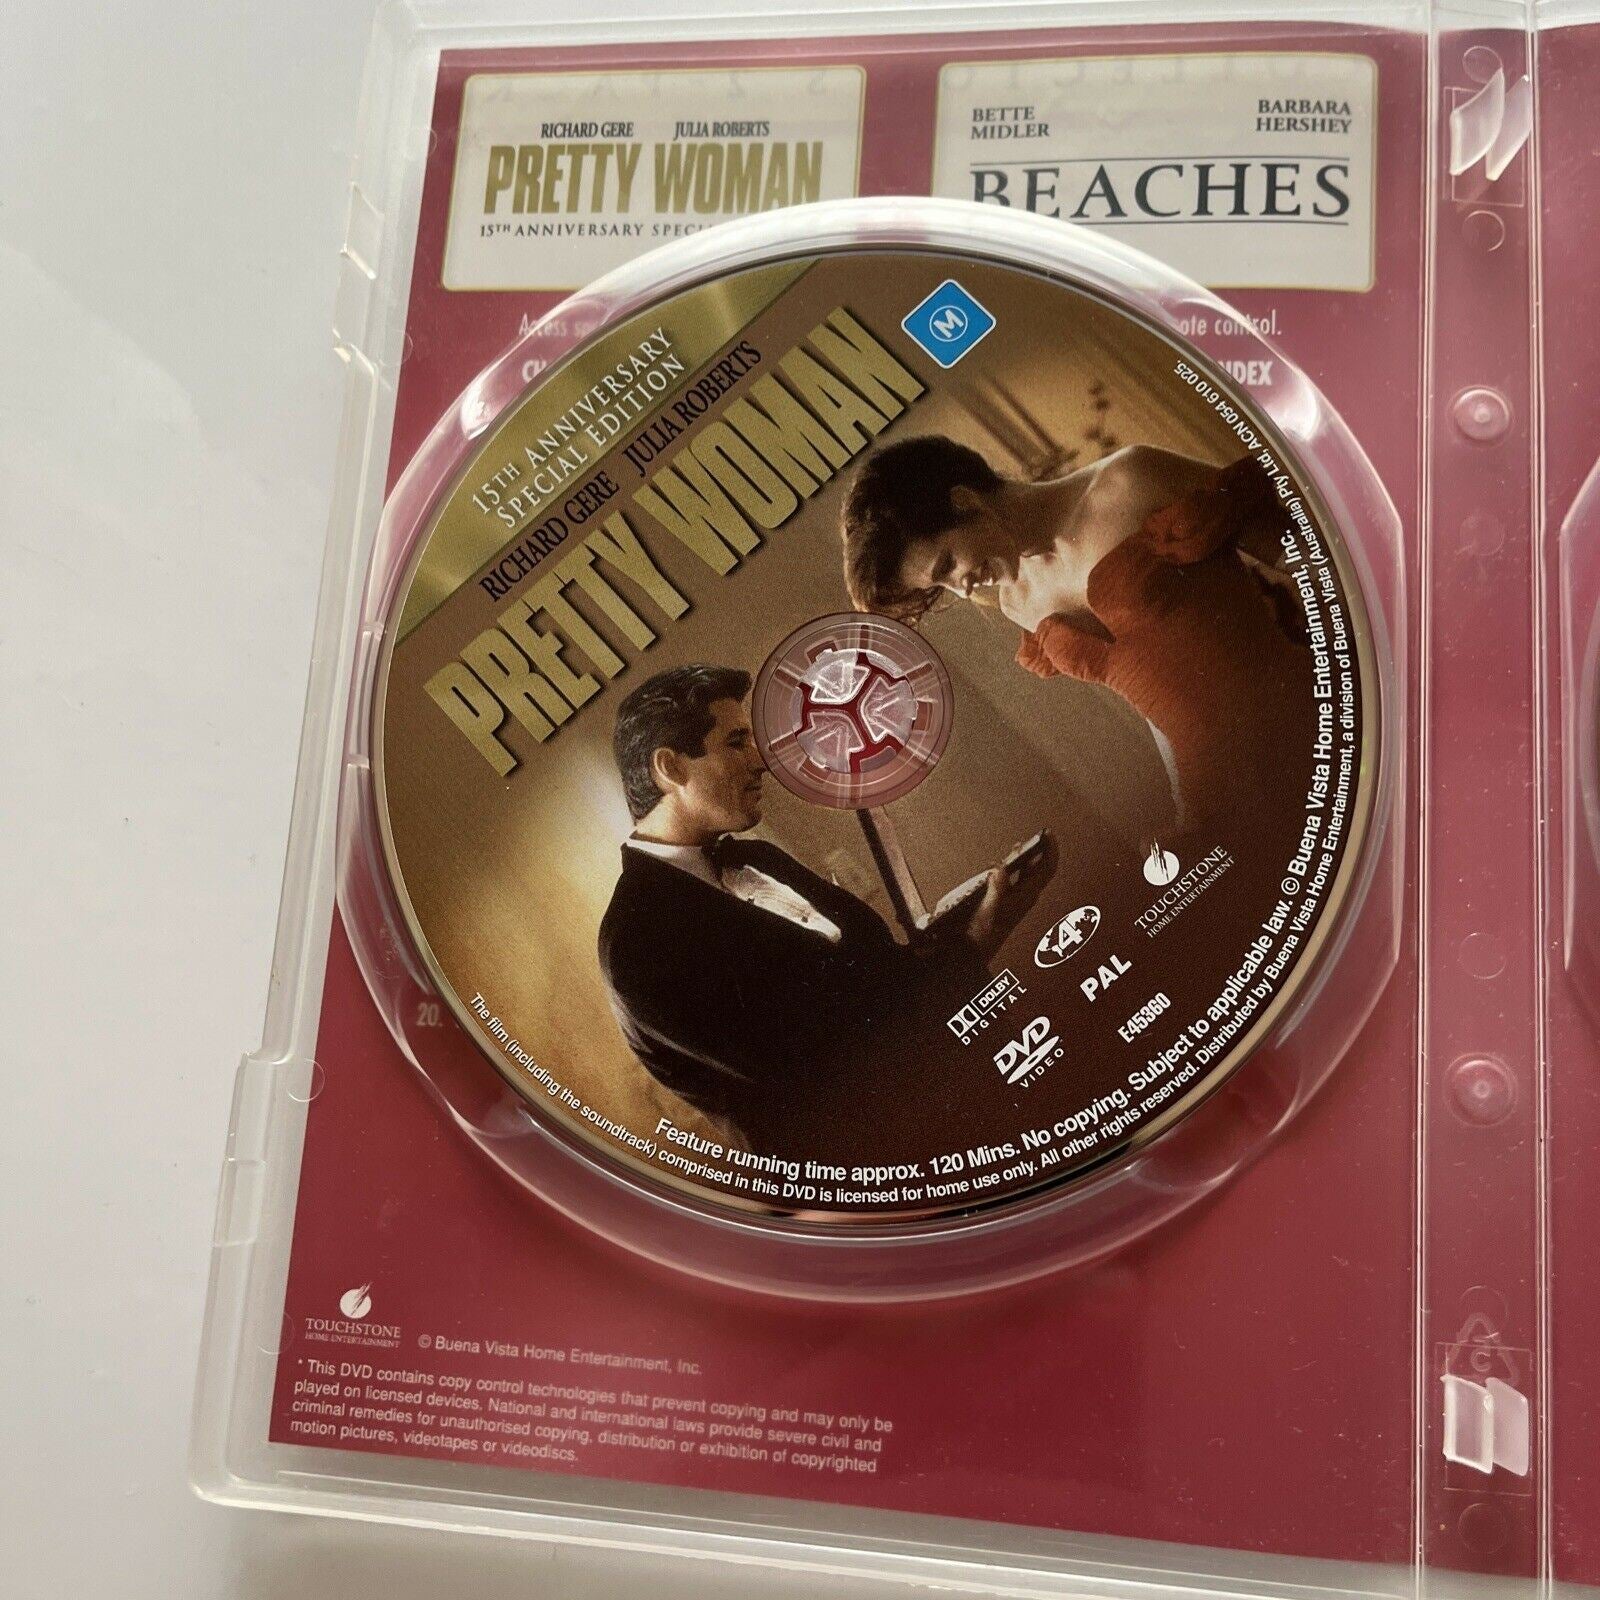 RICHARD GERE JULIA ROBERTS
PRETTY WOMAN
15TH ANNIVERSARY
BETTE MIDLER
BARBARA HERSHEY
BEACHES
ote control.
NDEX
20.
15TH ANNIVERSARY
SPECIAL EDITION
RICHARD GERE JULIA ROBERTS
PRETTY WOMAN
M
TOUCHSTONE
HOME ENTERTAINMENT
4
PAL
DOLBY
DIGITAL
DVD
VIDEO
E45360
Feature running time approx. 120 Mins. No copying. Subject to applicable law. © Buena Vista Home Entertainment, Inc.
The film (including the soundtrack) comprised in this DVD is licensed for home use only. All other rights reserved. Distributed by Buena Vista Home Entertainment, a division of Buena Vista (Australia) Pty Ltd, ACN 054 610 025.
TOUCHSTONE
HOME ENTERTAINMENT
© Buena Vista Home Entertainment, Inc.
* This DVD contains copy control technologies that prevent copying and may only be
played on licensed devices. National and international laws provide severe civil and
criminal remedies for unauthorised copying, distribution or exhibition of copyrighted
motion pictures, videotapes or videodiscs.